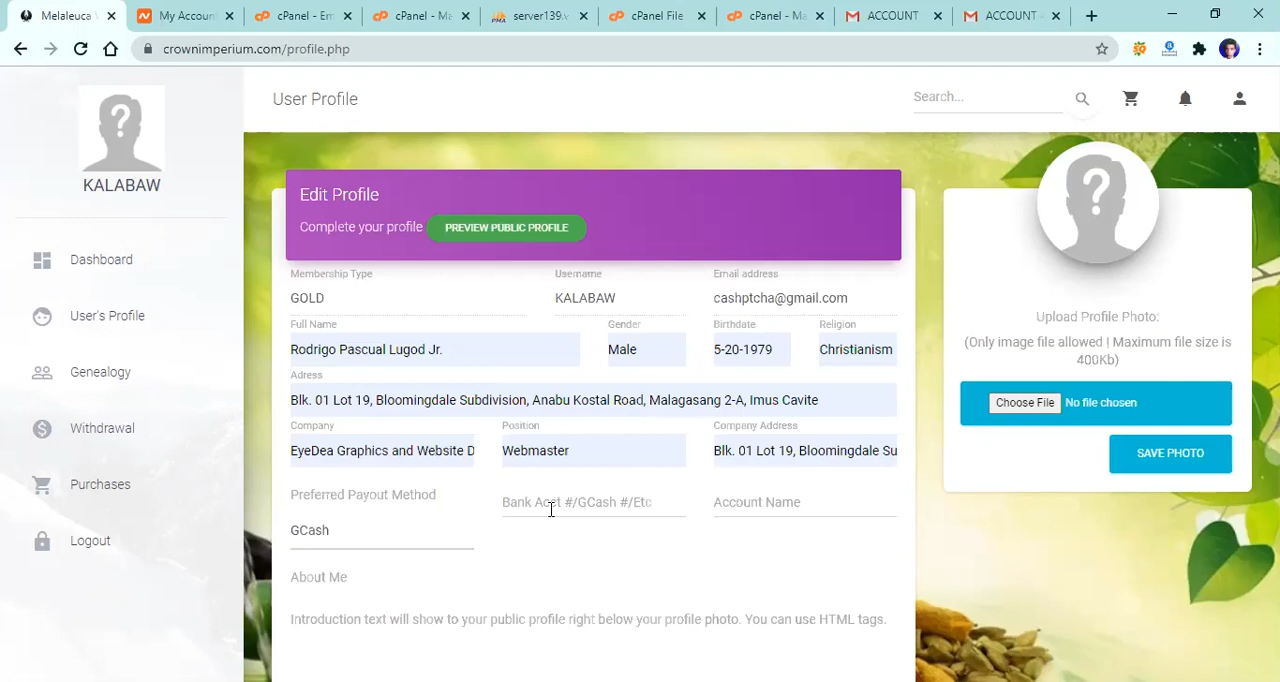 Melaleuca
My Account
cPanel - Em
cPanel - Ma
server139.v
cPanel File
cPanel - Ma
ACCOUNT
ACCOUNT
crownimperium.com/profile.php
User Profile
Search...
KALABAW
Dashboard
User's Profile
Genealogy
Withdrawal
Purchases
Logout
Edit Profile
Complete your profile PREVIEW PUBLIC PROFILE
Membership Type Username Email address
GOLD KALABAW cashptcha@gmail.com
Full Name Gender Birthdate Religion
Rodrigo Pascual Lugod Jr. Male 5-20-1979 Christianism
Adress
Blk. 01 Lot 19, Bloomingdale Subdivision, Anabu Kostal Road, Malagasang 2-A, Imus Cavite
Company Position Company Address
EyeDea Graphics and Website D Webmaster Blk. 01 Lot 19, Bloomingdale Su
Preferred Payout Method Bank Acct #/GCash #/Etc Account Name
GCash
About Me
Introduction text will show to your public profile right below your profile photo. You can use HTML tags.
Upload Profile Photo:
(Only image file allowed ! Maximum file size is
400Kb)
Choose File No file chosen
SAVE PHOTO